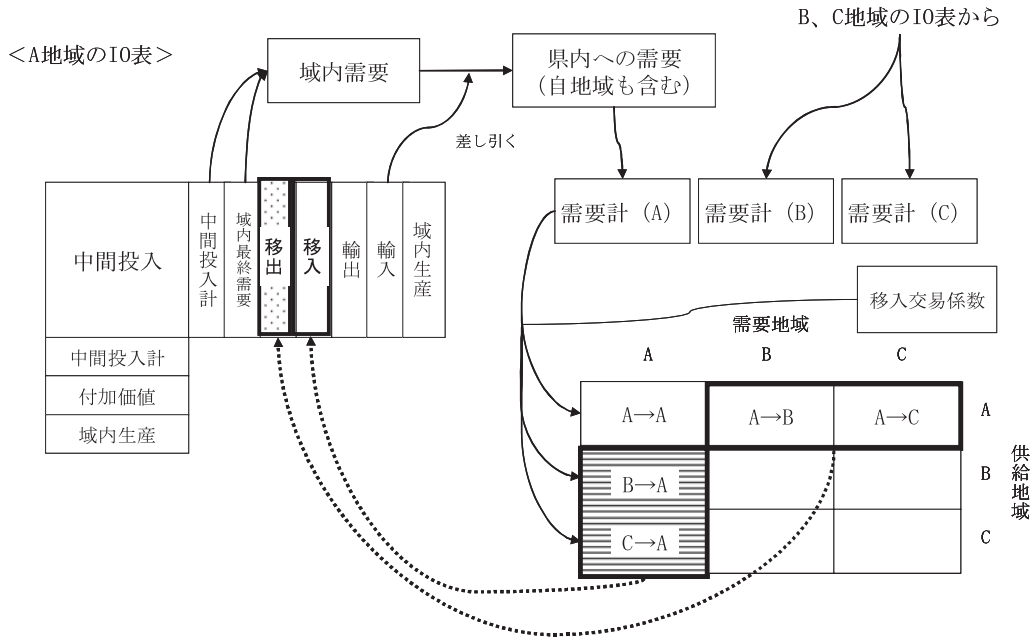 B、C地域のIO表から
＜A地域のIO表＞
域内需要
県内への需要
（自地域も含む）
差し引く
中間投入
中間投入計
域内最終需要
移出
移入
輸出
輸入
域内生産
中間投入計
付加価値
域内生産
需要計（A）
需要計（B）
需要計（C）
移入交易係数
需要地域
A
B
C
A→A
A→B
A→C
A
B→A
B
C→A
C
供給地域